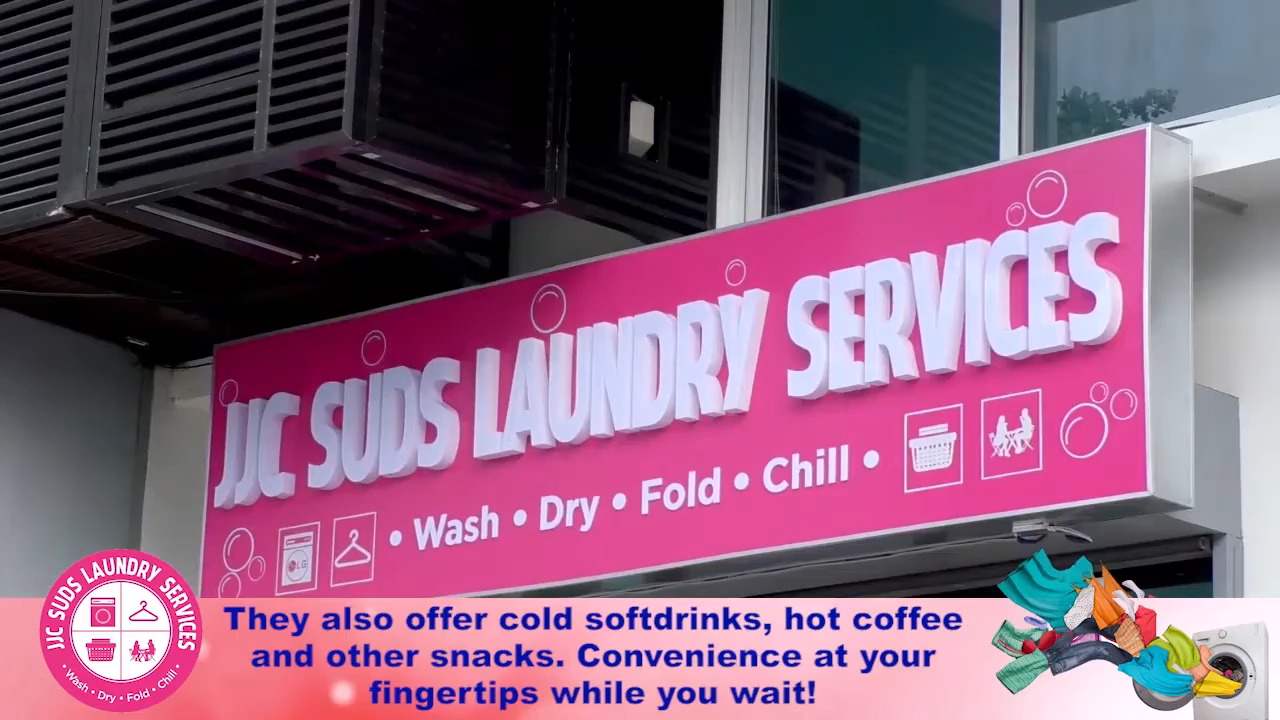 JJC SUDS LAUNDRY SERVICES
• Wash • Dry • Fold • Chill •
LG
JJC SUDS LAUNDRY SERVICES
• Wash • Dry • Fold • Chill •
They also offer cold softdrinks, hot coffee
and other snacks. Convenience at your
fingertips while you wait!